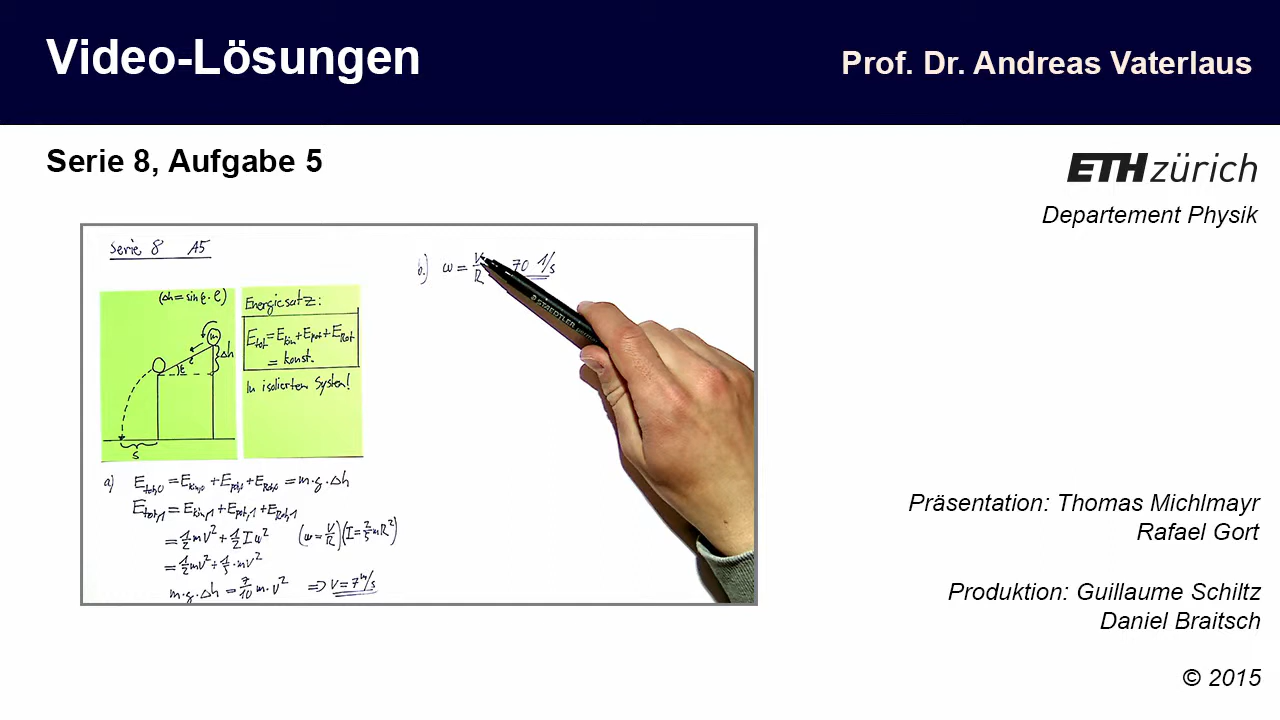 Video-Lösungen
Prof. Dr. Andreas Vaterlaus
Serie 8, Aufgabe 5
ETH zürich
Departement Physik
Serie 8 A5
(Δh = sin ε · ℓ)
m
Δh
ℓ
ε
s
Energiesatz:
E_tot = E_kin + E_pot + E_Rot
= konst.
In isolierten System!
a) E_tot,0 = E_kin,0 + E_pot,0 + E_Rot,0 = m·g·Δh
E_tot,1 = E_kin,1 + E_pot,1 + E_Rot,1
= 1/2 mv² + 1/2 Iω² (ω = v/R) (I = 2/5 mR²)
= 1/2 mv² + 1/5 · mv²
m·g·Δh = 7/10 m·v² ⇒ v = 7 m/s
b.) ω = v/R 70 1/s
STAEDTLER
Präsentation: Thomas Michlmayr
Rafael Gort
Produktion: Guillaume Schiltz
Daniel Braitsch
© 2015